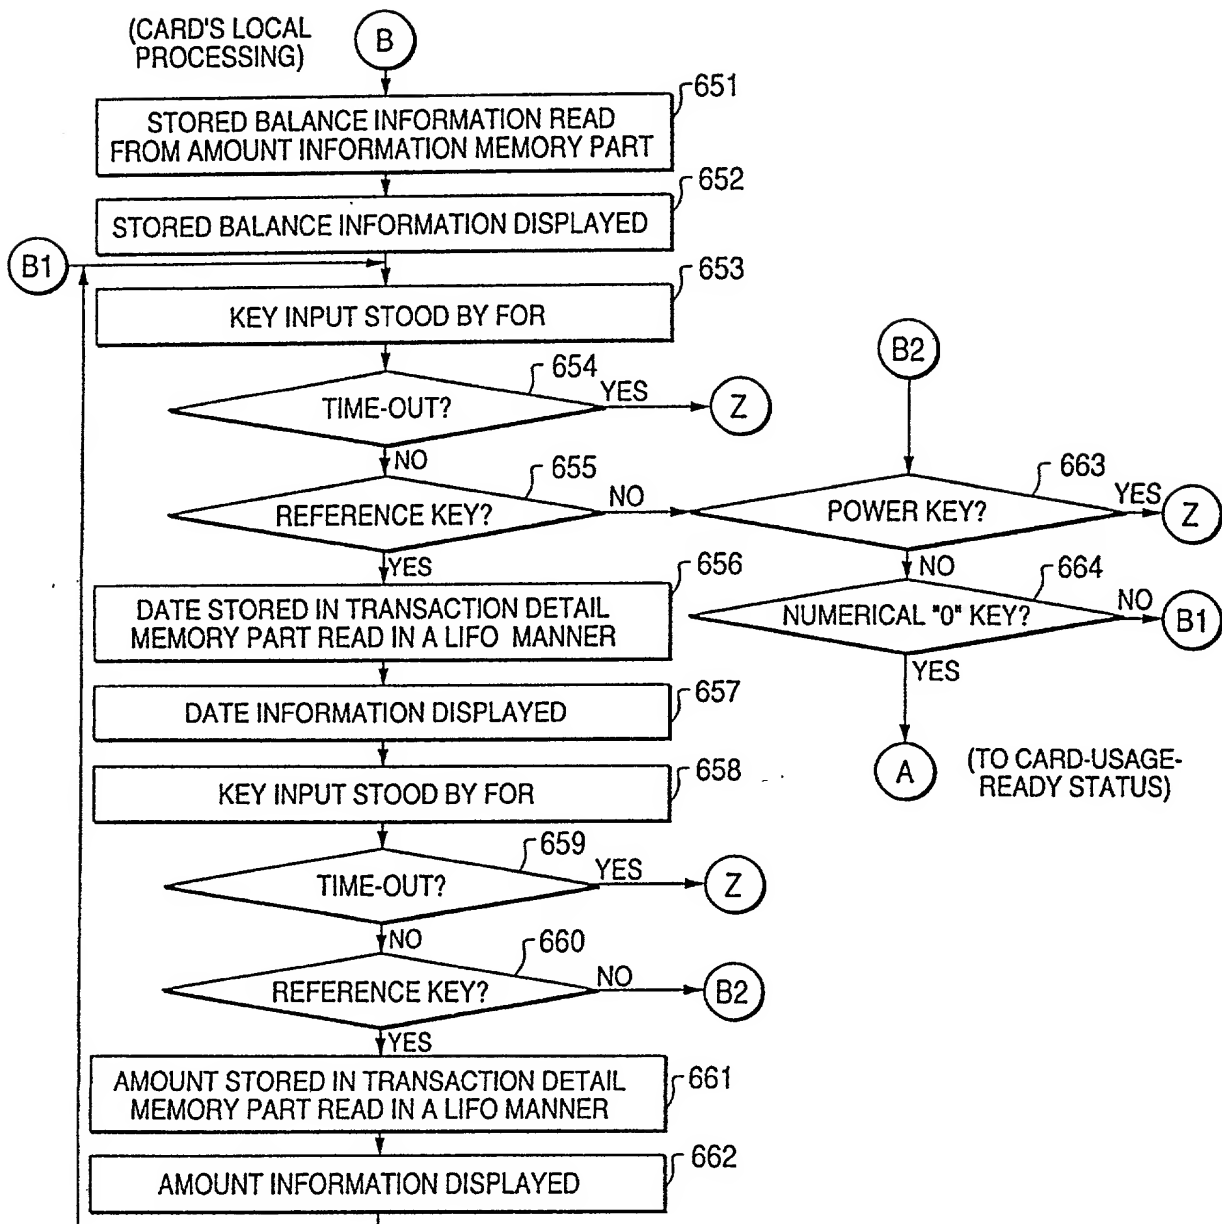 (CARD'S LOCAL
PROCESSING)
B
651
STORED BALANCE INFORMATION READ
FROM AMOUNT INFORMATION MEMORY PART
652
STORED BALANCE INFORMATION DISPLAYED
B1
653
KEY INPUT STOOD BY FOR
654
TIME-OUT?
YES
Z
NO
655
REFERENCE KEY?
NO
YES
656
DATE STORED IN TRANSACTION DETAIL
MEMORY PART READ IN A LIFO MANNER
657
DATE INFORMATION DISPLAYED
658
KEY INPUT STOOD BY FOR
659
TIME-OUT?
YES
Z
NO
660
REFERENCE KEY?
NO
B2
YES
661
AMOUNT STORED IN TRANSACTION DETAIL
MEMORY PART READ IN A LIFO MANNER
662
AMOUNT INFORMATION DISPLAYED
B2
663
POWER KEY?
YES
Z
NO
664
NUMERICAL "0" KEY?
NO
B1
YES
A
(TO CARD-USAGE-
READY STATUS)